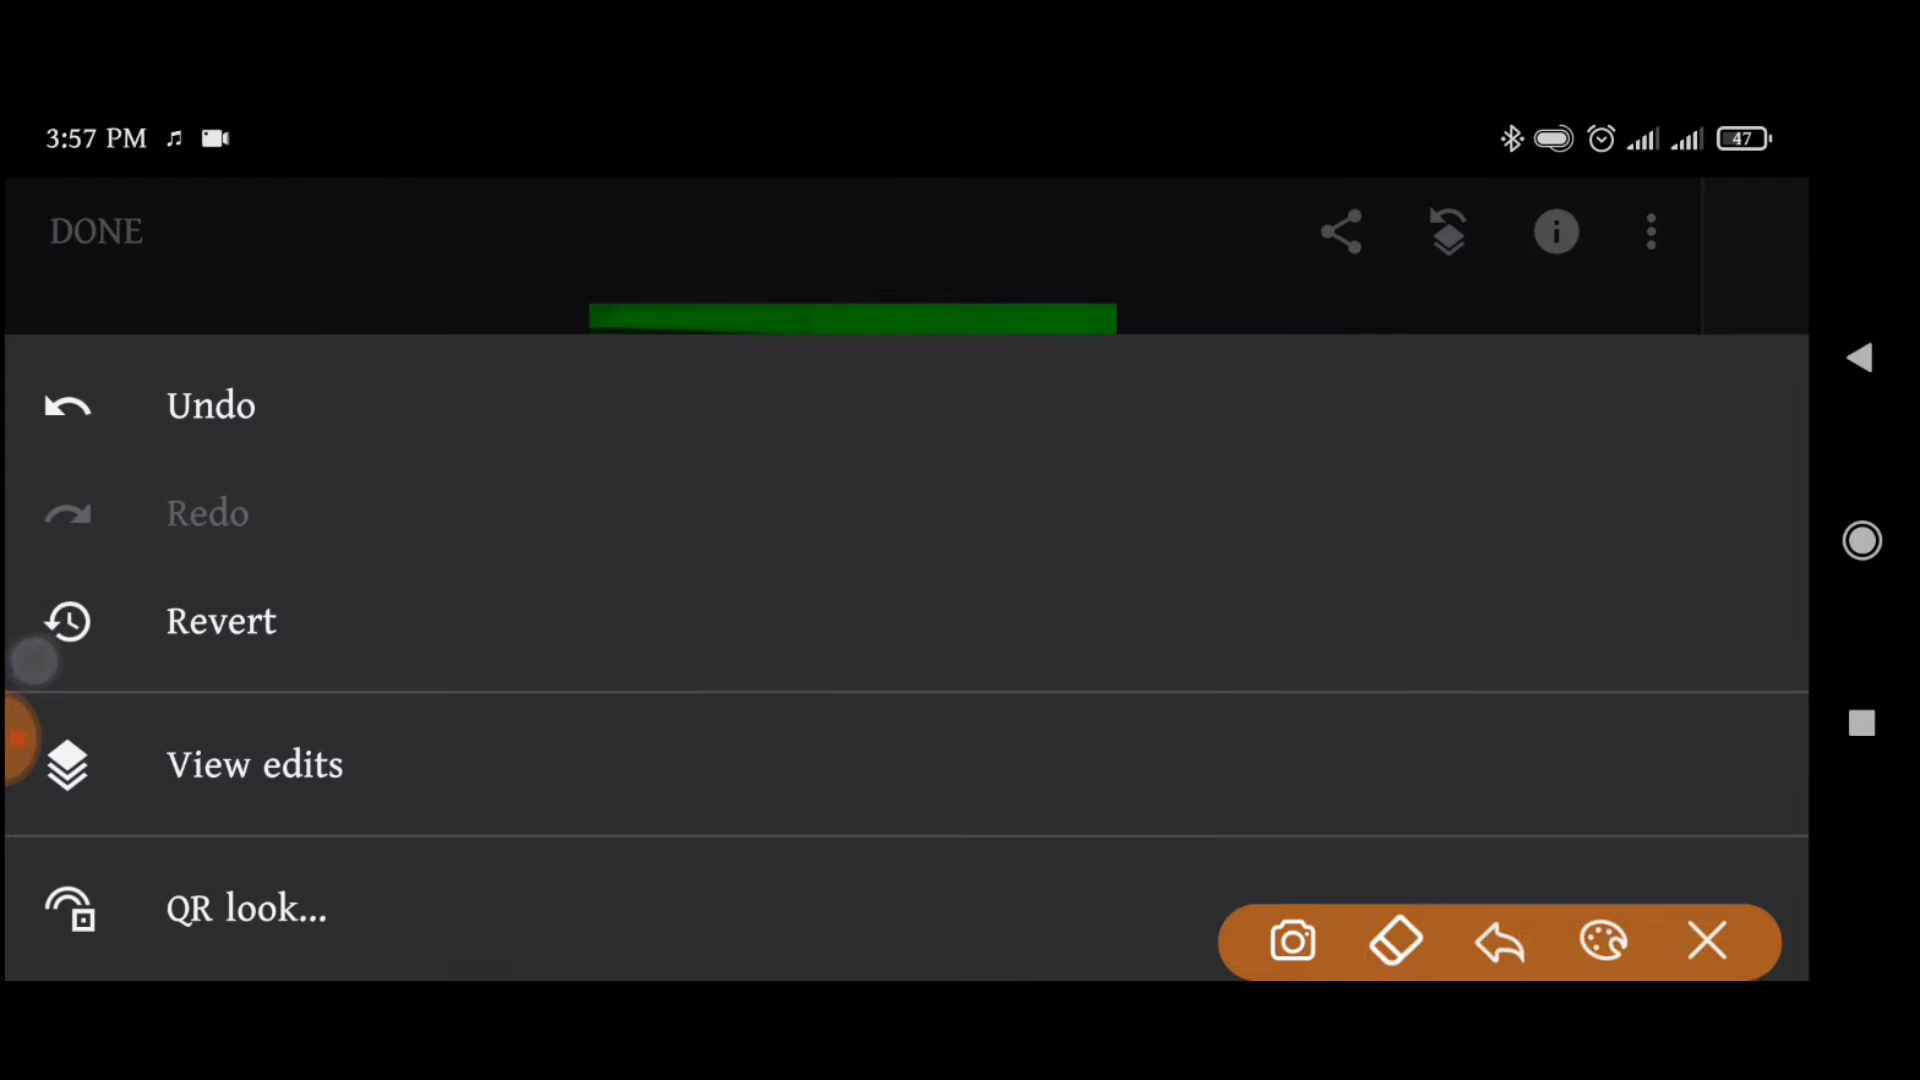 3:57 PM
47
DONE
Undo
Redo
Revert
View edits
QR look...